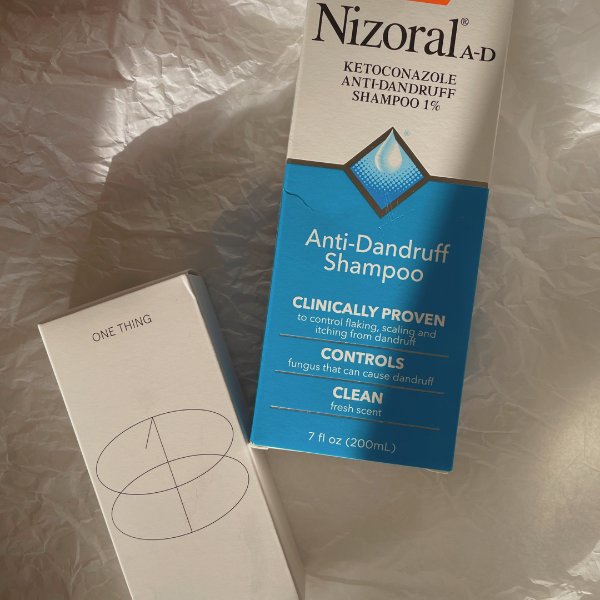 Nizoral® A-D
KETOCONAZOLE
ANTI-DANDRUFF
SHAMPOO 1%
Anti-Dandruff
Shampoo
CLINICALLY PROVEN
to control flaking, scaling and
itching from dandruff
CONTROLS
fungus that can cause dandruff
CLEAN
fresh scent
7 fl oz (200mL)
ONE THING